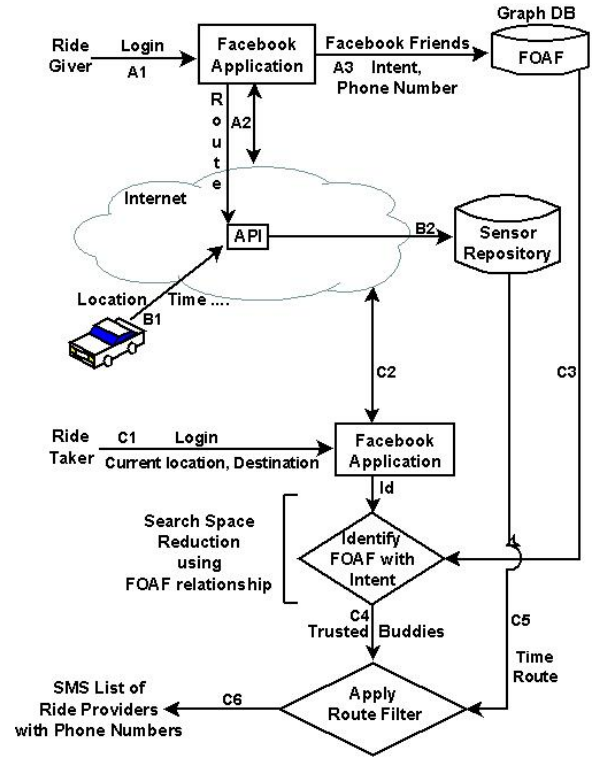 Graph DB
Ride
Giver
Login
A1
Facebook
Application
Facebook Friends
A3 Intent,
Phone Number
FOAF
Route
A2
Internet
API
B2
Sensor
Repository
Location Time ....
B1
C2
C3
Ride
Taker
C1 Login
Current location, Destination
Facebook
Application
Id
Search Space
Reduction
using
FOAF relationship
Identify
FOAF with
Intent
C4
Trusted Buddies
C5
Time
Route
SMS List of
Ride Providers
with Phone Numbers
C6
Apply
Route Filter